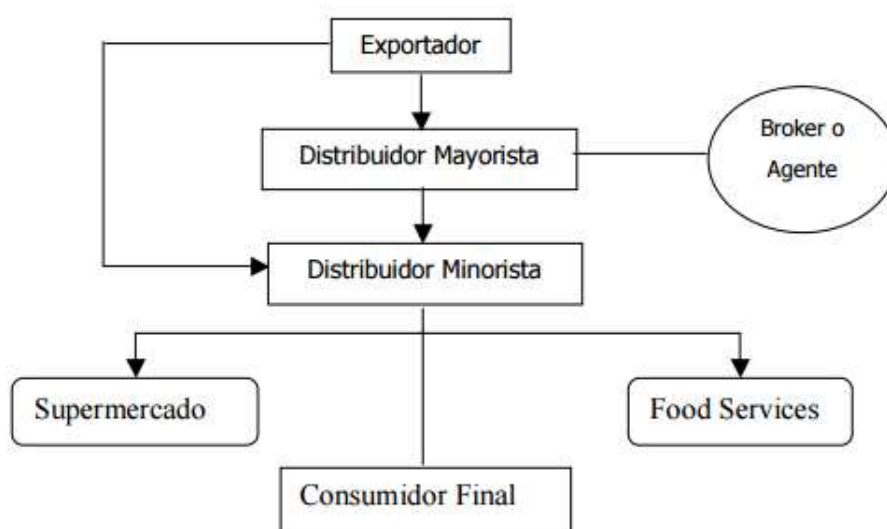 Exportador
Distribuidor Mayorista
Broker o
Agente
Distribuidor Minorista
Supermercado
Food Services
Consumidor Final